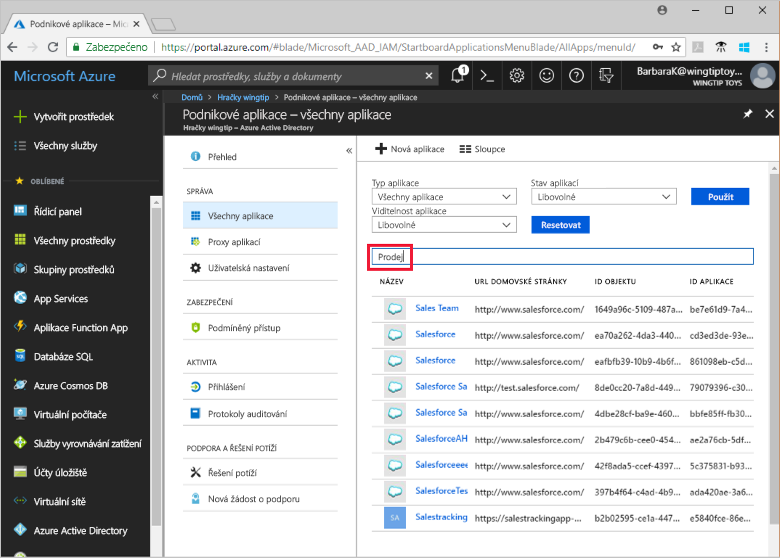 Podnikové aplikace – Micros
Zabezpečeno
https://portal.azure.com/#blade/Microsoft_AAD_IAM/StartboardApplicationsMenuBlade/AllApps/menuId/
Microsoft Azure
Hledat prostředky, služby a dokumenty
1
BarbaraK@wingtiptoy...
WINGTIP TOYS
Vytvořit prostředek
Všechny služby
OBLÍBENÉ
Řídící panel
Všechny prostředky
Skupiny prostředků
App Services
Aplikace Function App
Databáze SQL
Azure Cosmos DB
Virtuální počítače
Služby vyrovnávání zatížení
Účty úložiště
Virtuální sítě
Azure Active Directory
Domů > Hračky wingtip > Podnikové aplikace – všechny aplikace
Podnikové aplikace – všechny aplikace
Hračky wingtip – Azure Active Directory
Přehled
SPRÁVA
Všechny aplikace
Proxy aplikací
Uživatelská nastavení
ZABEZPEČENÍ
Podmíněný přístup
AKTIVITA
Přihlášení
Protokoly auditování
PODPORA A ŘEŠENÍ POTÍŽÍ
Řešení potíží
Nová žádost o podporu
Nová aplikace Sloupce
Typ aplikace Stav aplikací
Všechny aplikace Libovolné Použít
Viditelnost aplikace
Libovolné Resetovat
Prodej
NÁZEV URL DOMOVSKÉ STRÁNKY ID OBJEKTU ID APLIKACE
Sales Team http://www.salesforce.com/ 1649a96c-5109-487a... be7e61d9-7a4...
Salesforce http://www.salesforce.com/ ea70a262-4da3-440... cd3ed3de-93e...
Salesforce http://www.salesforce.com/ eafbfb39-10b9-4b6f... 861098eb-c5d...
Salesforce Sa http://test.salesforce.com/ 8de0cc20-7a8d-449... 79079396-c30...
Salesforce Sa http://www.salesforce.com/ 4dbe28cf-ba9e-460... bbfe85ff-fb30...
SalesforceAH http://www.salesforce.com/ 2b479c6b-cee0-454... ae2a76cb-5df...
Salesforceeee http://www.salesforce.com/ 42f8ada5-ccef-4397... 5c375831-b93...
SalesforceTes http://www.salesforce.com/ 397b4f64-c4ad-4b9... ada420ae-3a6...
SA Salestracking https://salestrackingapp-... b2b02595-ce1a-447... e5840fce-86e...